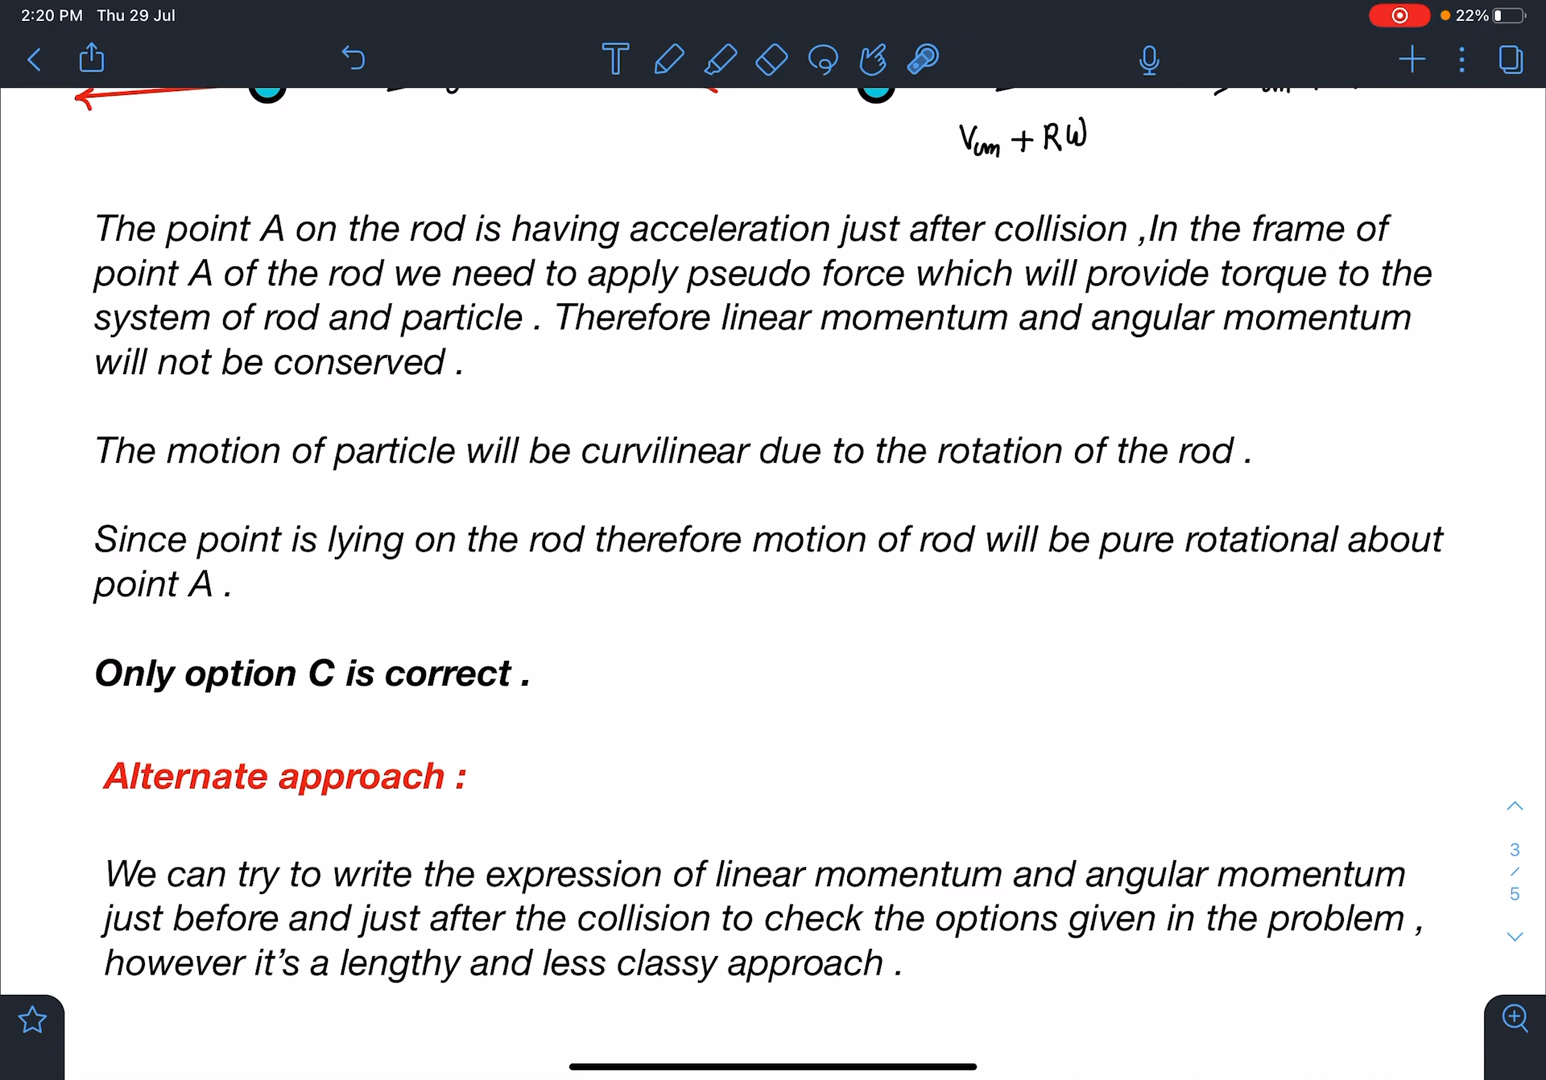 2:20 PM Thu 29 Jul
22%
Vcm + RW
The point A on the rod is having acceleration just after collision ,In the frame of
point A of the rod we need to apply pseudo force which will provide torque to the
system of rod and particle . Therefore linear momentum and angular momentum
will not be conserved .
The motion of particle will be curvilinear due to the rotation of the rod .
Since point is lying on the rod therefore motion of rod will be pure rotational about
point A .
Only option C is correct .
Alternate approach :
We can try to write the expression of linear momentum and angular momentum
just before and just after the collision to check the options given in the problem ,
however it’s a lengthy and less classy approach .
3
/
5